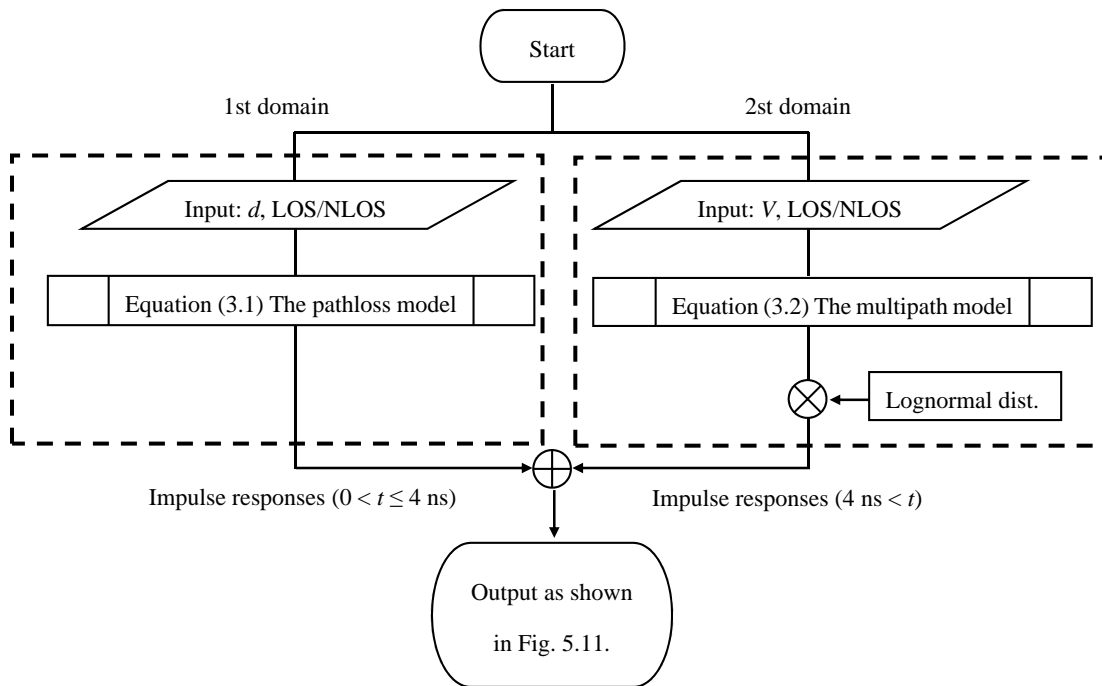 Start
1st domain
2st domain
Input: d, LOS/NLOS
Input: V, LOS/NLOS
Equation (3.1) The pathloss model
Equation (3.2) The multipath model
Lognormal dist.
Impulse responses (0 < t ≤ 4 ns)
Impulse responses (4 ns < t)
Output as shown
in Fig. 5.11.